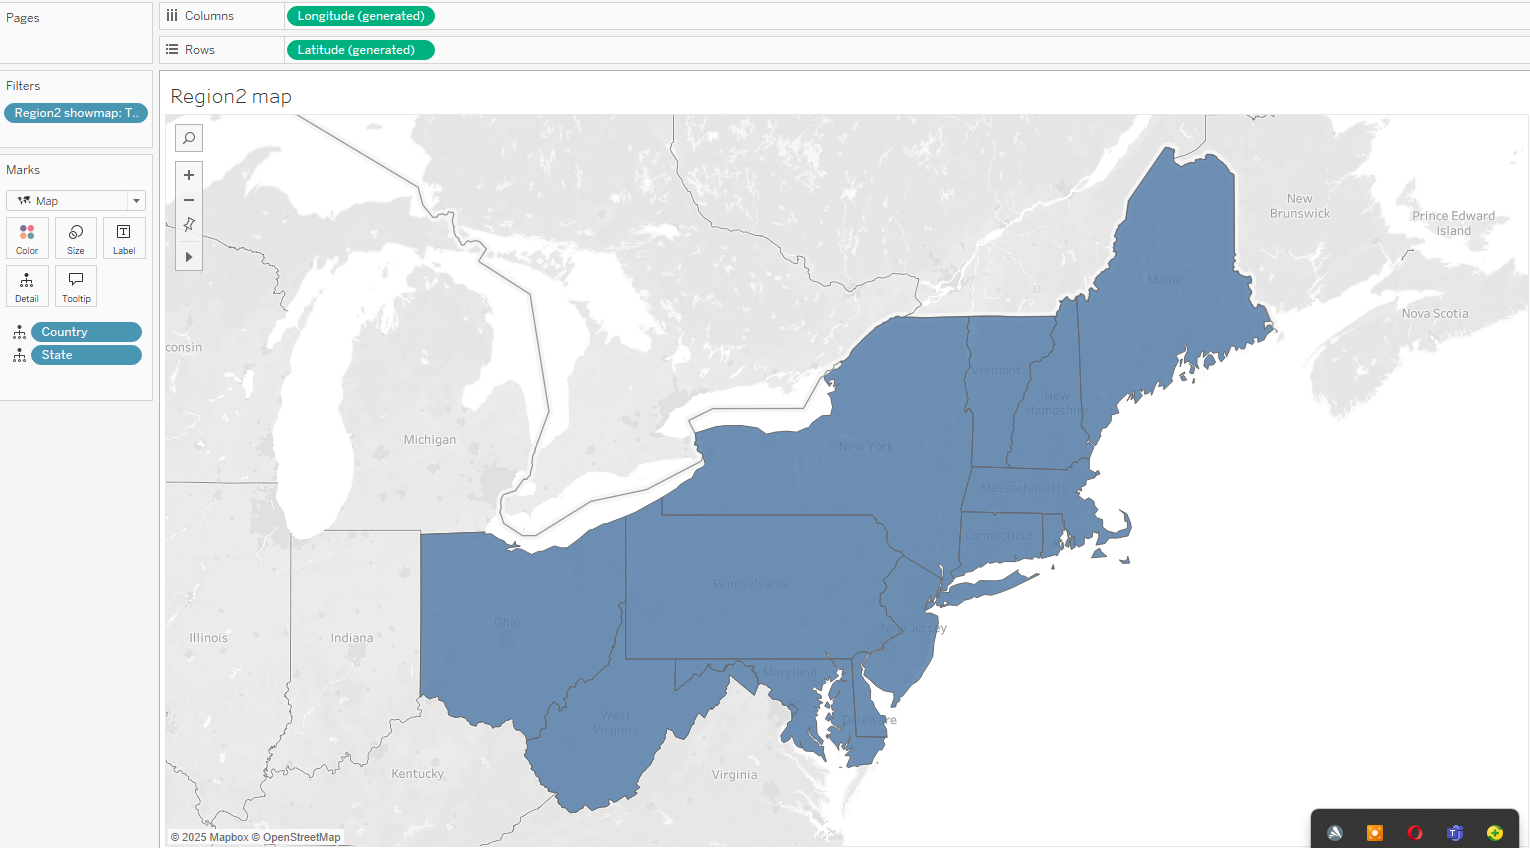 Pages
Columns
Longitude (generated)
Rows
Latitude (generated)
Filters
Region2 showmap: T..
Marks
Map
Color
Size
Label
Detail
Tooltip
Country
State
Region2 map
New
Brunswick
Prince Edward
Island
Maine
Nova Scotia
consin
Vermont
New
Hampshire
Michigan
New York
Massachusetts
Connecticut
Pennsylvania
Ohio
New Jersey
Illinois
Indiana
Maryland
West
Virginia
Delaware
Kentucky
Virginia
© 2025 Mapbox © OpenStreetMap